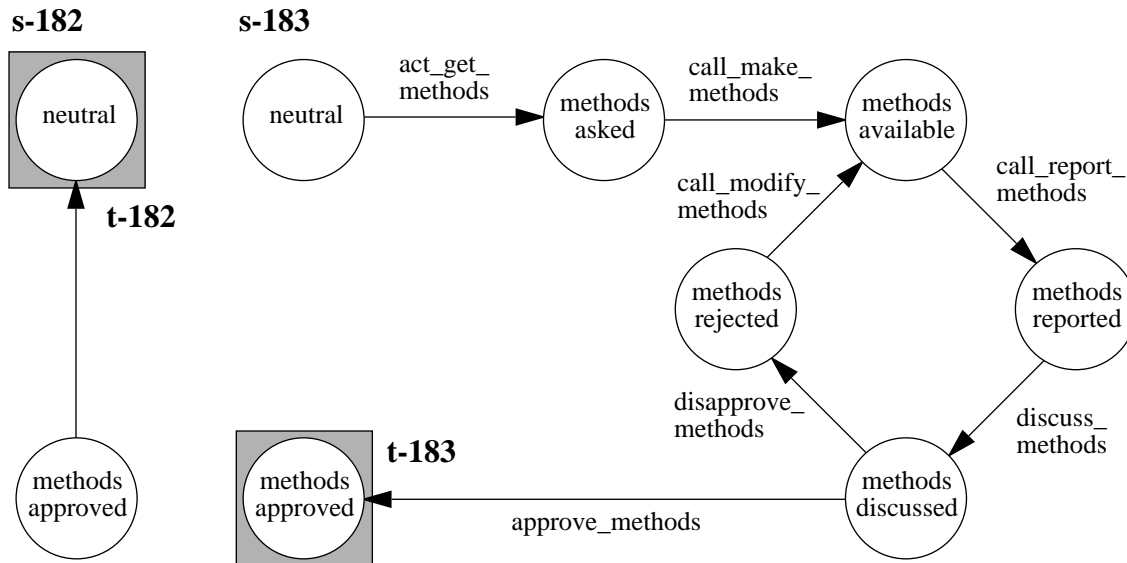 s-182
s-183
neutral
t-182
methods
approved
neutral
act_get_
methods
methods
asked
call_make_
methods
methods
available
call_modify_
methods
call_report_
methods
methods
rejected
methods
reported
disapprove_
methods
discuss_
methods
t-183
methods
approved
approve_methods
methods
discussed